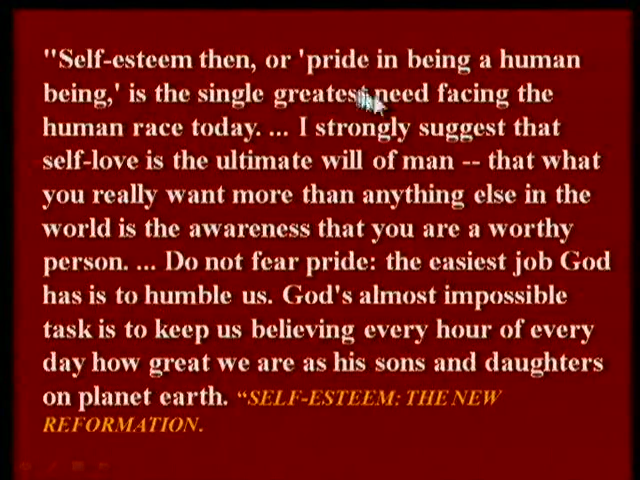 "Self-esteem then, or 'pride in being a human
being,' is the single greatest need facing the
human race today. ... I strongly suggest that
self-love is the ultimate will of man -- that what
you really want more than anything else in the
world is the awareness that you are a worthy
person. ... Do not fear pride: the easiest job God
has is to humble us. God's almost impossible
task is to keep us believing every hour of every
day how great we are as his sons and daughters
on planet earth. “SELF-ESTEEM: THE NEW
REFORMATION.